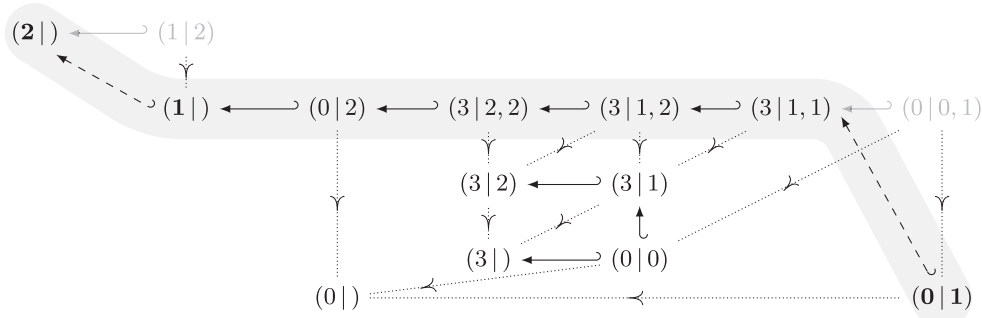 (2 | ) (1 | 2)
(1 | ) (0 | 2) (3 | 2, 2) (3 | 1, 2) (3 | 1, 1) (0 | 0, 1)
(3 | 2) (3 | 1)
(3 | ) (0 | 0)
(0 | ) (0 | 1)